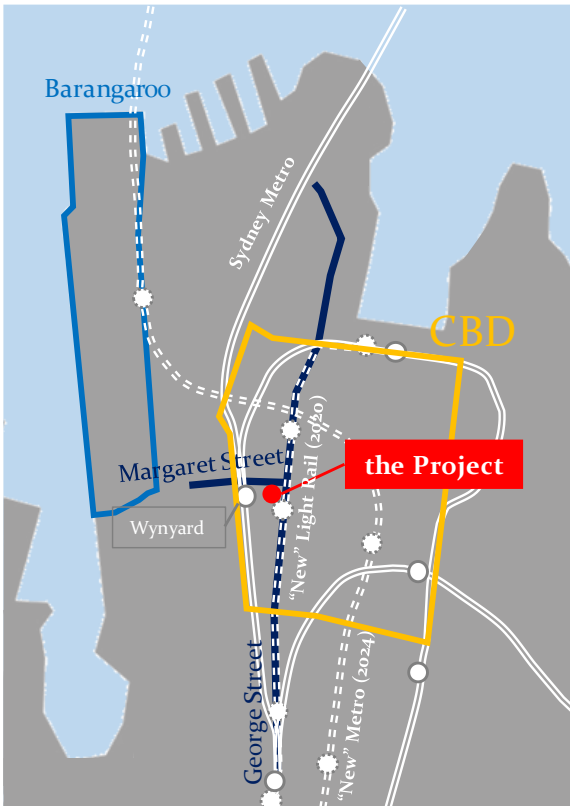 Barangaroo
Sydney Metro
CBD
"New" Light Rail (2020)
Margaret Street
the Project
Wynyard
George Street
"New" Metro (2024)